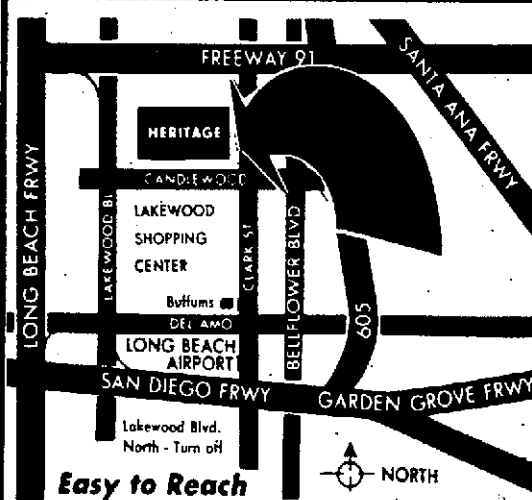 FREEWAY 91
SANTA ANA FRWY
HERITAGE
CANDLEWOOD
LONG BEACH FRWY
LAKEWOOD BL
LAKEWOOD
SHOPPING
CENTER
CLARK ST
BELLFLOWER BLVD
Buffums
605
DEL AMO
LONG BEACH
AIRPORT
SAN DIEGO FRWY
GARDEN GROVE FRWY
Lakewood Blvd.
North - Turn off
NORTH
Easy to Reach